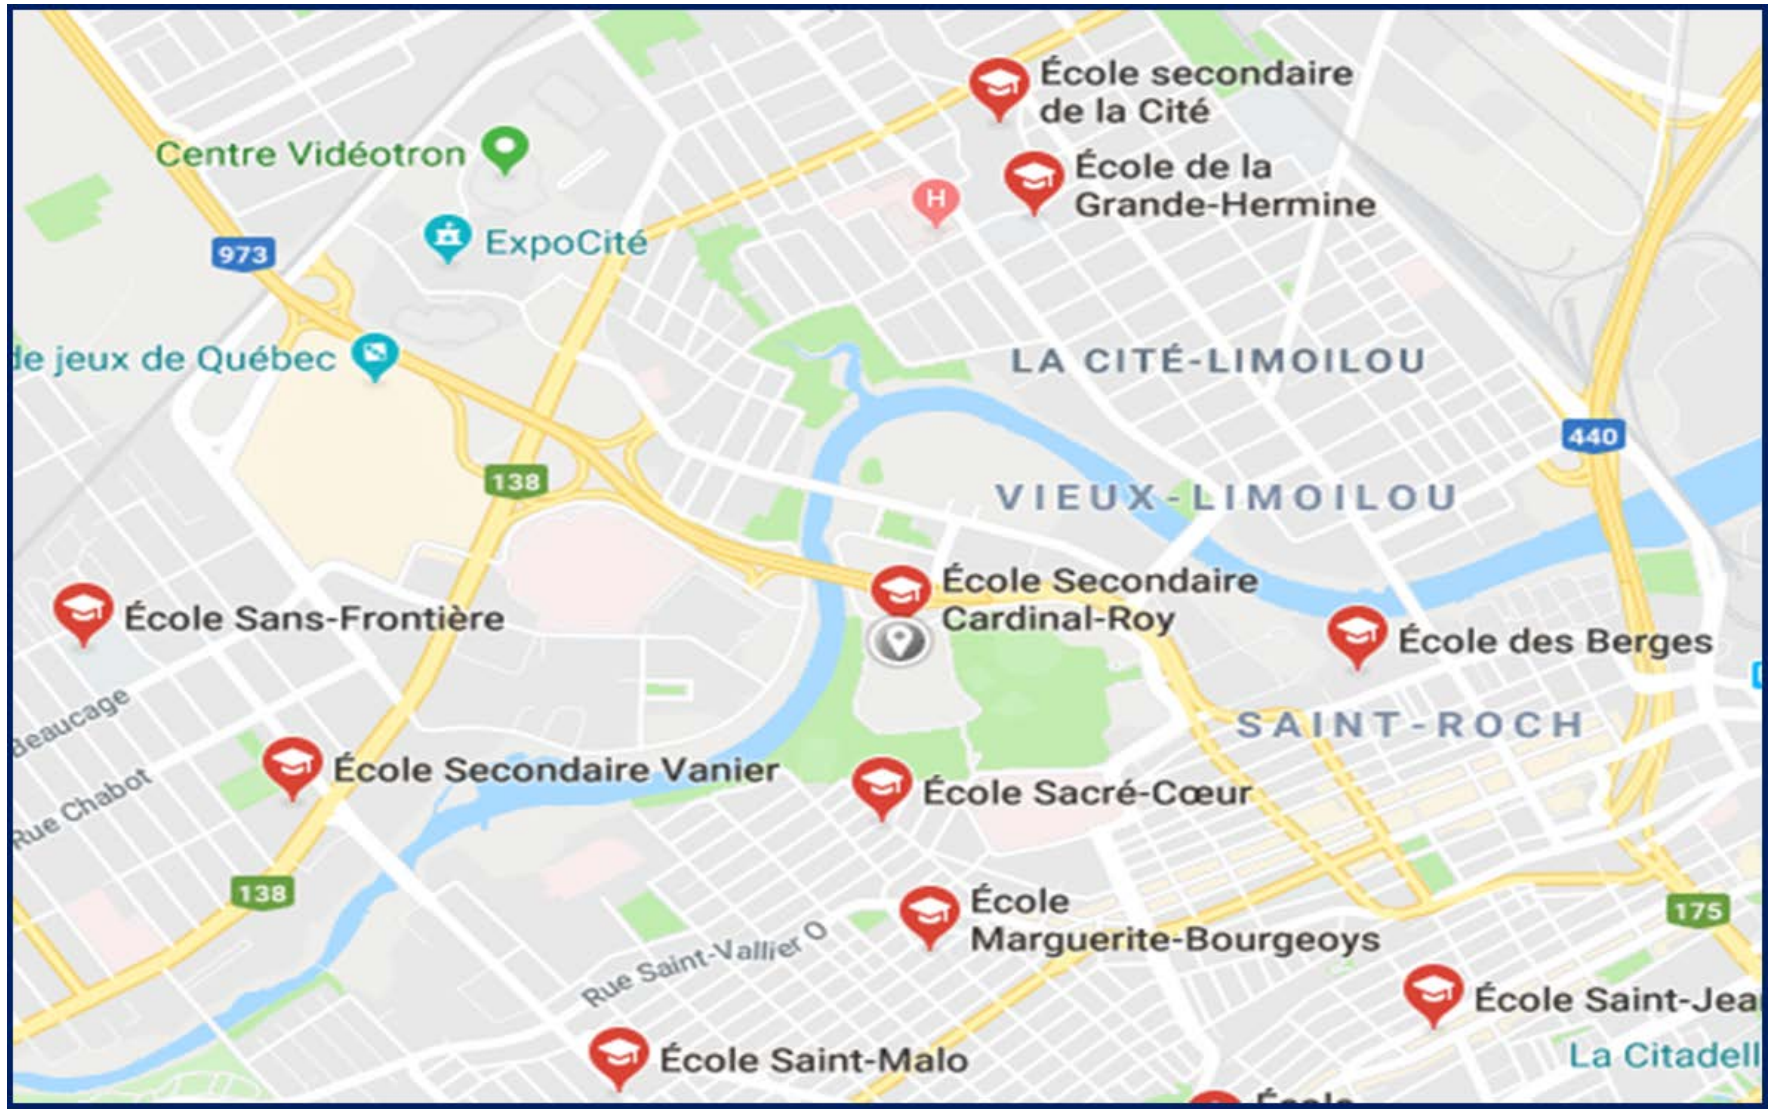 École secondaire
de la Cité
Centre Vidéotron
École de la
Grande-Hermine
H
ExpoCité
973
de jeux de Québec
LA CITÉ-LIMOILOU
440
138
VIEUX-LIMOILOU
École Secondaire
Cardinal-Roy
École Sans-Frontière
École des Berges
Beaucage
SAINT-ROCH
École Secondaire Vanier
École Sacré-Cœur
Rue Chabot
138
École
Marguerite-Bourgeoys
175
Rue Saint-Vallier O
École Saint-Jea
École Saint-Malo
La Citadell
École